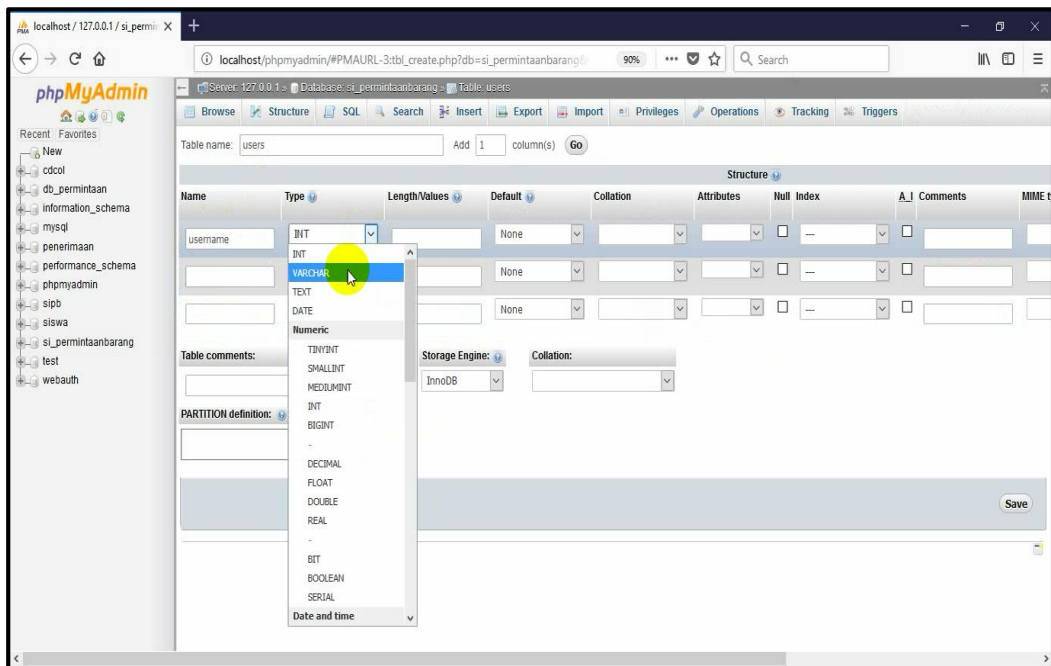 localhost / 127.0.0.1 / si_permin
localhost/phpmyadmin/#PMAURL-3:tbl_create.php?db=si_permintaanbarang&
90%
Search
phpMyAdmin
Recent Favorites
New
cdcol
db_permintaan
information_schema
mysql
penerimaan
performance_schema
phpmyadmin
sipb
siswa
si_permintaanbarang
test
webauth
Server: 127.0.0.1 » Database: si_permintaanbarang » Table: users
Browse Structure SQL Search Insert Export Import Privileges Operations Tracking Triggers
Table name: users Add 1 column(s) Go
Structure
Name Type Length/Values Default Collation Attributes Null Index A_I Comments MIME t
username INT None ---
None ---
None ---
INT
VARCHAR
TEXT
DATE
Numeric
TINYINT
SMALLINT
MEDIUMINT
INT
BIGINT
-
DECIMAL
FLOAT
DOUBLE
REAL
-
BIT
BOOLEAN
SERIAL
Date and time
Table comments: Storage Engine: Collation:
InnoDB
PARTITION definition:
Save